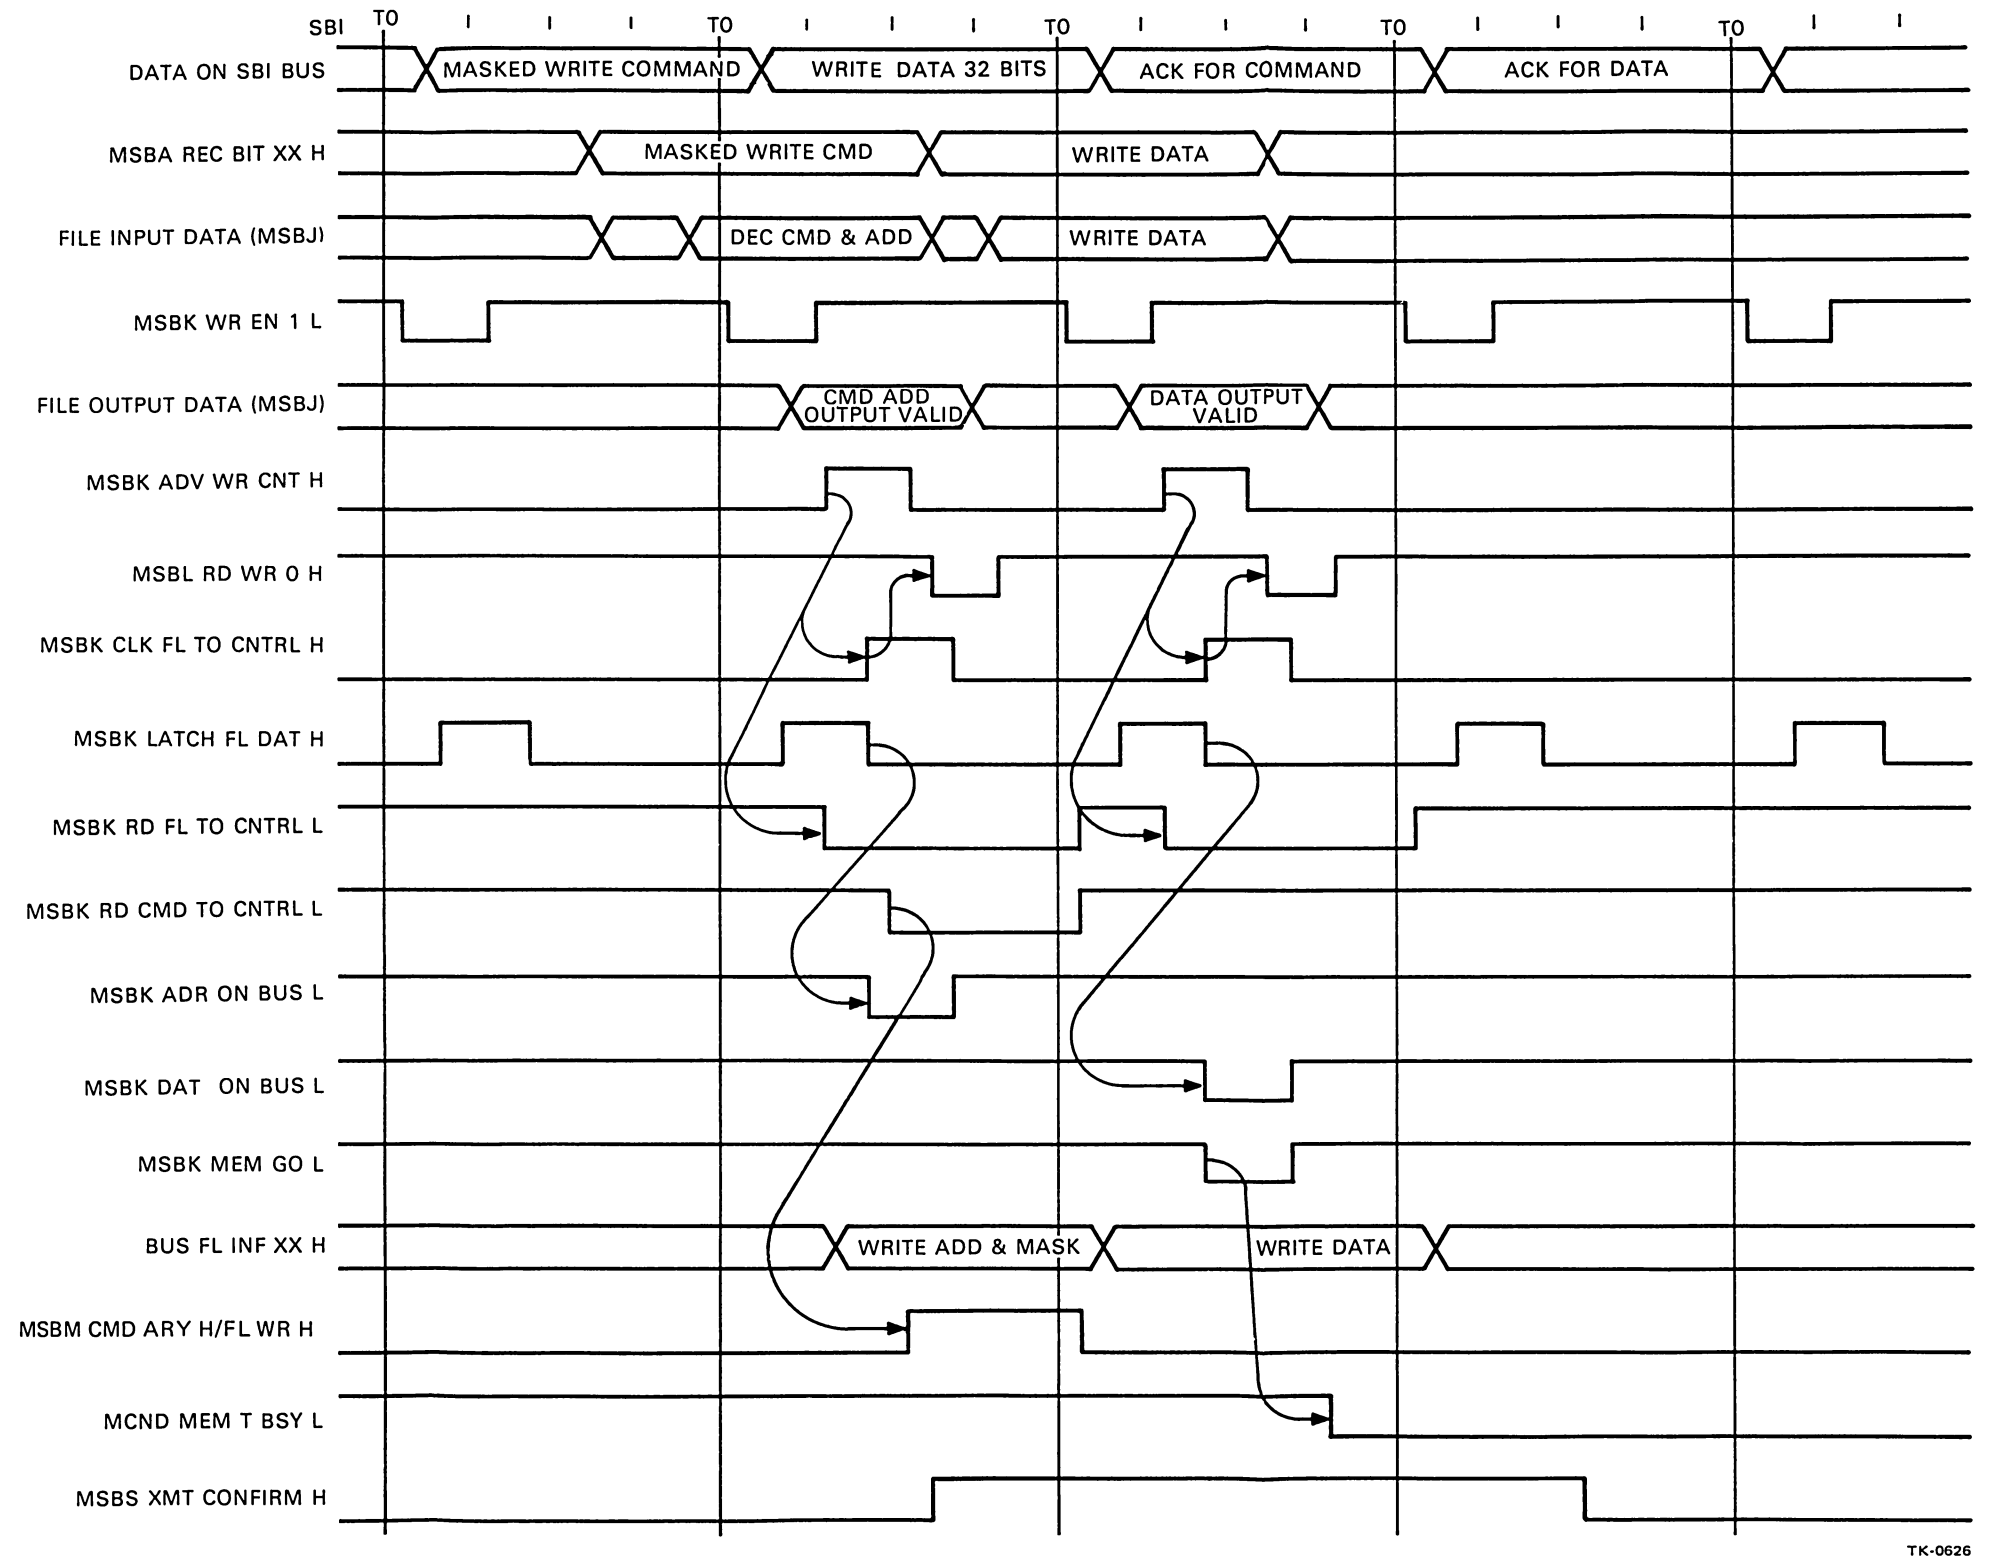 SBI T0 T0 T0 T0 T0
DATA ON SBI BUS MASKED WRITE COMMAND WRITE DATA 32 BITS ACK FOR COMMAND ACK FOR DATA
MSBA REC BIT XX H MASKED WRITE CMD WRITE DATA
FILE INPUT DATA (MSBJ) DEC CMD & ADD WRITE DATA
MSBK WR EN 1 L
FILE OUTPUT DATA (MSBJ) CMD ADD OUTPUT VALID DATA OUTPUT VALID
MSBK ADV WR CNT H
MSBL RD WR 0 H
MSBK CLK FL TO CNTRL H
MSBK LATCH FL DAT H
MSBK RD FL TO CNTRL L
MSBK RD CMD TO CNTRL L
MSBK ADR ON BUS L
MSBK DAT ON BUS L
MSBK MEM GO L
BUS FL INF XX H WRITE ADD & MASK WRITE DATA
MSBM CMD ARY H/FL WR H
MCND MEM T BSY L
MSBS XMT CONFIRM H
TK-0626